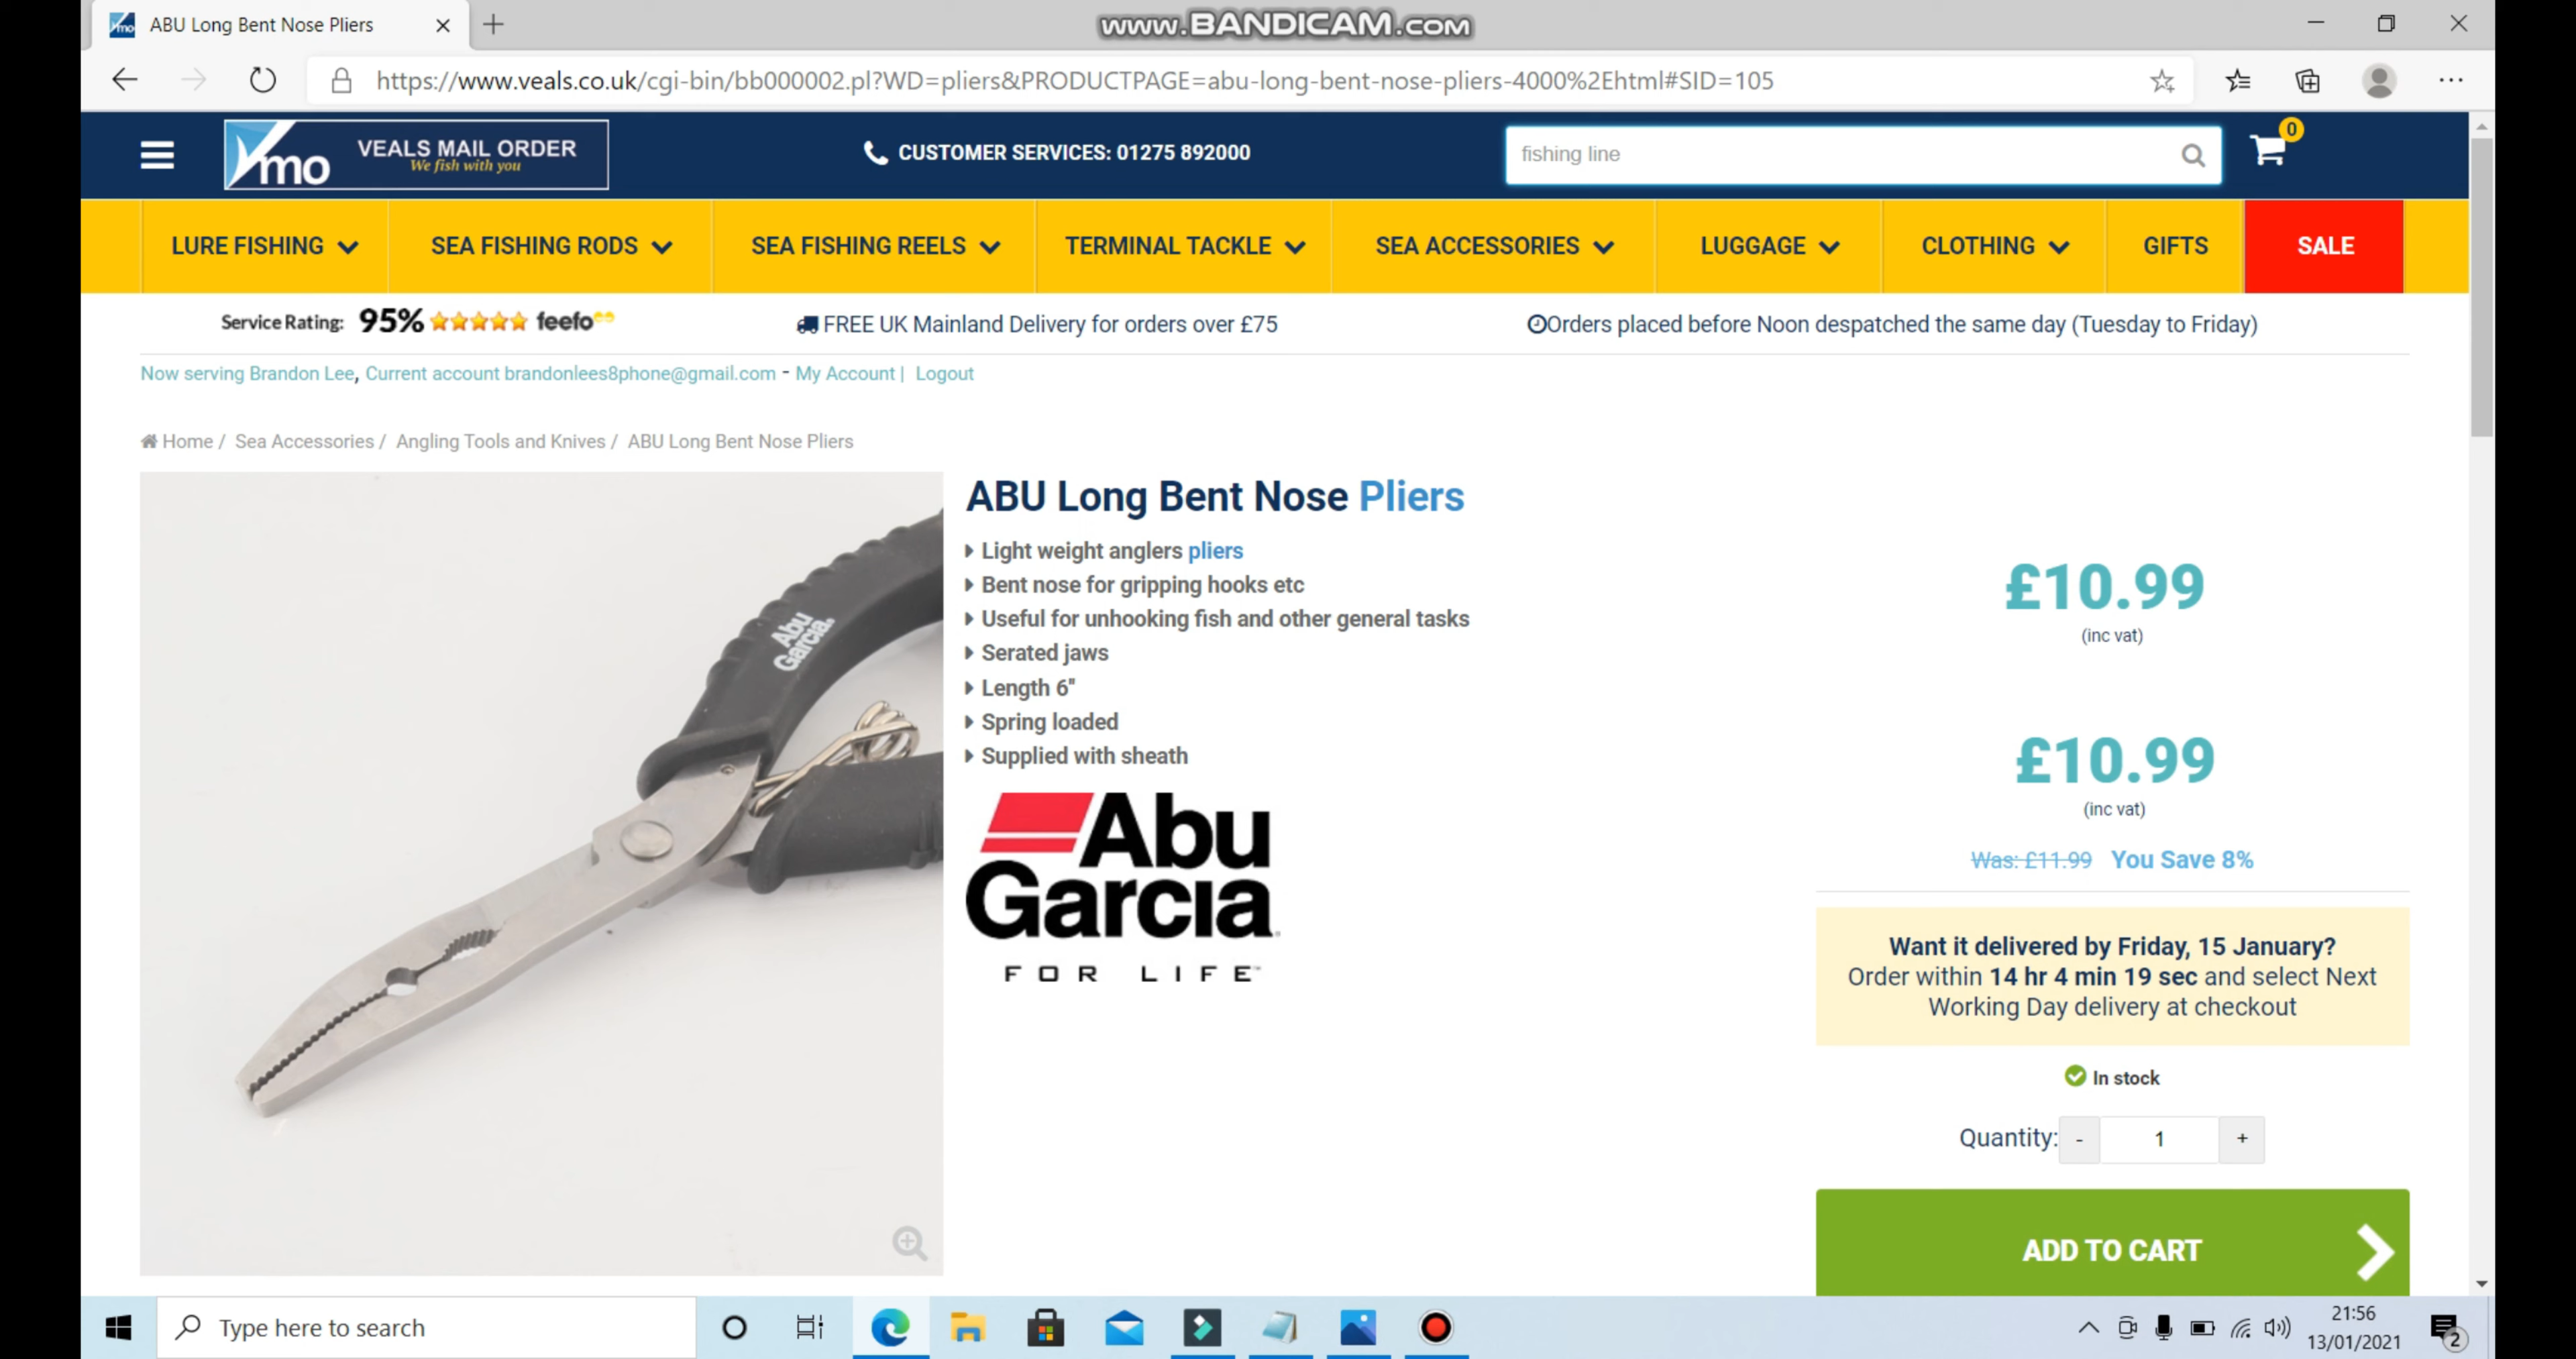 ABU Long Bent Nose Pliers
www.BANDICAM.com
https://www.veals.co.uk/cgi-bin/bb000002.pl?WD=pliers&PRODUCTPAGE=abu-long-bent-nose-pliers-4000%2Ehtml#SID=105
Vmo
VEALS MAIL ORDER
We fish with you
CUSTOMER SERVICES: 01275 892000
fishing line
0
LURE FISHING
SEA FISHING RODS
SEA FISHING REELS
TERMINAL TACKLE
SEA ACCESSORIES
LUGGAGE
CLOTHING
GIFTS
SALE
Service Rating: 95% feefo
FREE UK Mainland Delivery for orders over £75
Orders placed before Noon despatched the same day (Tuesday to Friday)
Now serving Brandon Lee, Current account brandonlees8phone@gmail.com - My Account | Logout
Home / Sea Accessories / Angling Tools and Knives / ABU Long Bent Nose Pliers
Abu
Garcia
ABU Long Bent Nose Pliers
Light weight anglers pliers
Bent nose for gripping hooks etc
Useful for unhooking fish and other general tasks
Serated jaws
Length 6"
Spring loaded
Supplied with sheath
Abu
Garcia
FOR LIFE™
£10.99
(inc vat)
£10.99
(inc vat)
Was: £11.99 You Save 8%
Want it delivered by Friday, 15 January?
Order within 14 hr 4 min 19 sec and select Next
Working Day delivery at checkout
In stock
Quantity: - 1 +
ADD TO CART
Type here to search
21:56
13/01/2021
2